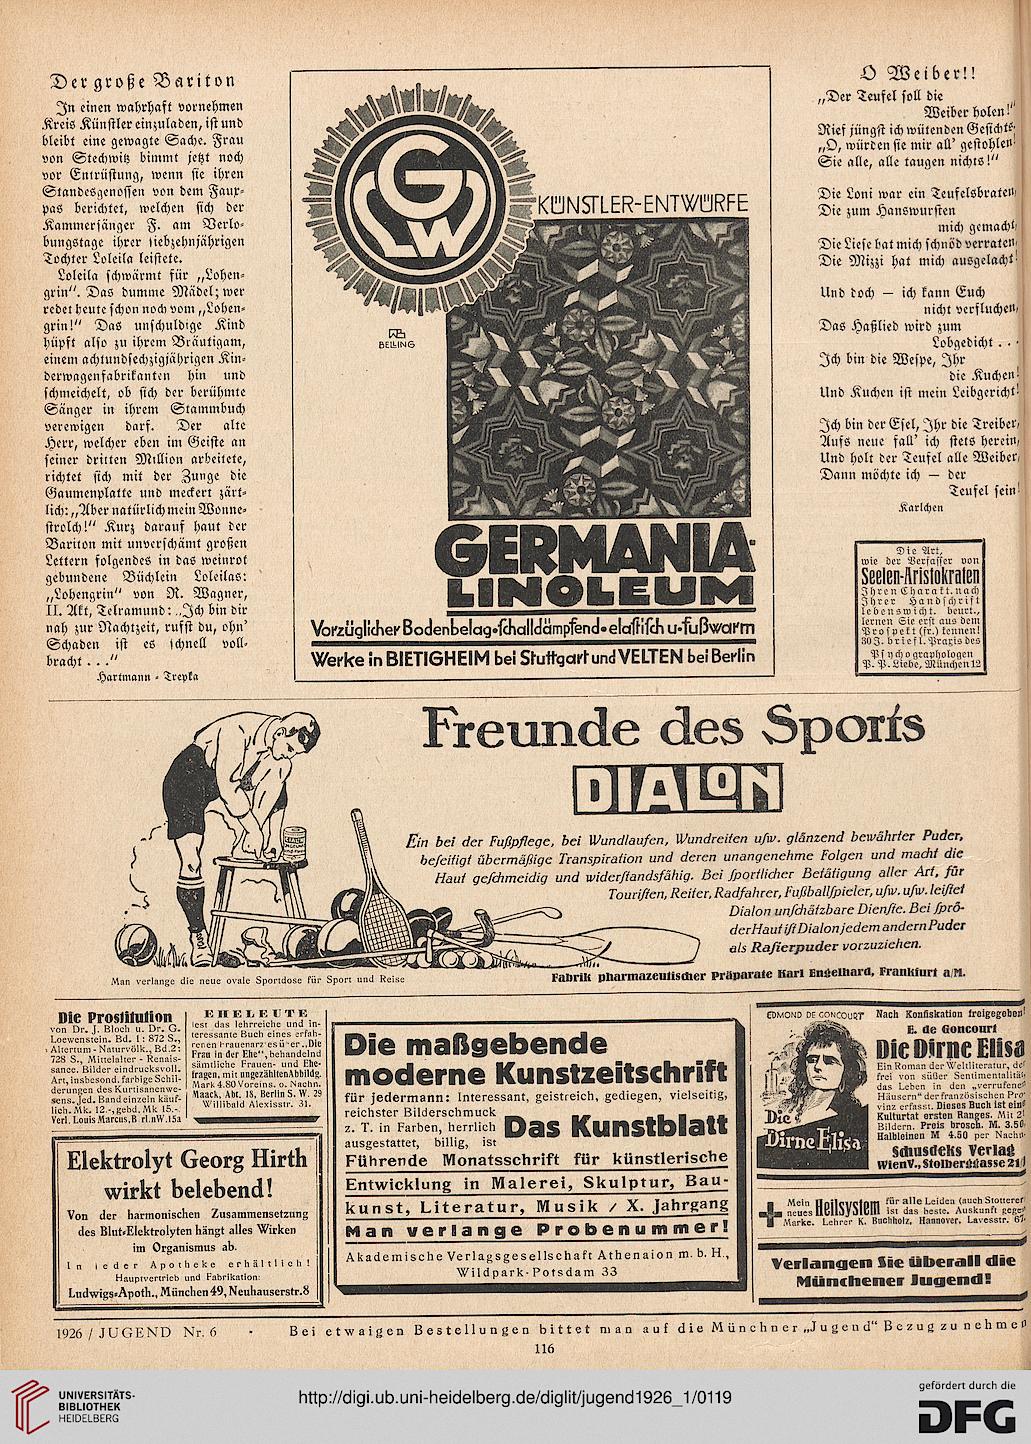 Der große Bariton
In einen wahrhaft vornehmen
Kreis Künstler einzuladen, ist und
bleibt eine gewagte Sache. Frau
von Stechwitz bimmt jetzt noch
vor Entrüstung, wenn sie ihren
Standesgenossen von dem Faux-
pas berichtet, welchen sich der
Kammersänger F. am Verlo-
bungstage ihrer siebzehnjährigen
Tochter Loleila leistete.
Loleila schwärmt für „Lohen-
grin". Das dumme Mädel; wer
redet heute schon noch vom „Lohen-
grin!" Das unschuldige Kind
hüpft also zu ihrem Bräutigam,
einem achtundsechzigjährigen Kin-
derwagenfabrikanten hin und
schmeichelt, ob sich der berühmte
Sänger in ihrem Stammbuch
verewigen darf. Der alte
Herr, welcher eben im Geiste an
seiner dritten Million arbeitete,
richtet sich mit der Zunge die
Gaumenplatte und meckert zärt-
lich: „Aber natürlich mein Wonne-
strolch!" Kurz darauf haut der
Bariton mit unverschämt großen
Lettern folgendes in das weinrot
gebundene Büchlein Loleilas:
„Lohengrin" von R. Wagner,
II. Akt, Telramund: „Ich bin dir
nah zur Nachtzeit, rufst du, ohn'
Schaden ist es schnell voll-
bracht . . ."
Hartmann - Trepka
GLW
KÜNSTLER-ENTWÜRFE
BELLING
GERMANIA-
LINOLEUM
Vorzüglicher Bodenbelag•schalldämpfend•elastisch u•fußwarm
Werke in BIETIGHEIM bei Stuttgart und VELTEN bei Berlin
O Weiber!!
„Der Teufel soll die
Weiber holen!"
Rief jüngst ich wütenden Gesichts.
„O, würden sie mir all' gestohlen!
Sie alle, alle taugen nichts!"
Die Loni war ein Teufelsbraten,
Die zum Hanswursten
mich gemacht,
Die Liese hat mich schnöd verraten,
Die Mizzi hat mich ausgelacht!
Und doch — ich kann Euch
nicht verfluchen,
Das Haßlied wird zum
Lobgedicht . . .
Ich bin die Wespe, Ihr
die Kuchen!
Und Kuchen ist mein Leibgericht!
Ich bin der Esel, Ihr die Treiber,
Aufs neue fall' ich stets herein,
Und holt der Teufel alle Weiber,
Dann möchte ich — der
Teufel sein!
Karlchen
Die Art,
wie der Verfasser von
Seelen-Aristokraten
Ihren Charakt. nach
Ihrer Handschrift
lebenswicht. beurt.,
lernen Sie erst aus dem
Prospekt (fr.) kennen!
30 J. briefl. Praxis des
Psychographologen
P. P. Liebe, München 12
Freunde des Sports
DIALON
Ein bei der Fußpflege, bei Wundlaufen, Wundreiten usw. glänzend bewährter Puder,
beseitigt übermäßige Transpiration und deren unangenehme Folgen und macht die
Haut geschmeidig und widerstandsfähig. Bei sportlicher Betätigung aller Art, für
Touristen, Reiter, Radfahrer, Fußballspieler, usw. usw. leistet
Dialon unschätzbare Dienste. Bei sprö-
der Haut ist Dialon jedem andern Puder
als Rasierpuder vorzuziehen.
Man verlange die neue ovale Sportdose für Sport und Reise
Fabrik pharmazeutischer Präparate Karl Engelhard, Frankfurt a/M.
Die Prostitution
von Dr. J. Bloch u. Dr. G.
Loewenstein. Bd. 1: 872 S.,
Altertum - Naturvölk., Bd. 2:
728 S., Mittelalter - Renais-
sance. Bilder eindrucksvoll.
Art, insbesond. farbige Schil-
derungen des Kurtisanenwe-
sens. Jed. Band einzeln käuf-
lich. Mk. 12.-, gebd. Mk 15.-
Verl. Louis Marcus, B rl. nW. 15a
EHELEUTE
lest das lehrreiche und in-
teressante Buch eines erfah-
renen Frauenarztes über „Die
Frau in der Ehe", behandelnd
sämtliche Frauen- und Ehe-
fragen, mit ungezählten Abbildg.
Mark 4.80 Voreins. o. Nachn.
Maack, Abt. 18, Berlin S. W. 29
Willibald Alexisstr. 31.
Elektrolyt Georg Hirth
wirkt belebend!
Von der harmonischen Zusammensetzung
des Blut-Elektrolyten hängt alles Wirken
im Organismus ab.
In jeder Apotheke erhältlich!
Hauptvertrieb und Fabrikation:
Ludwigs-Apoth., München 49, Neuhauserstr. 8
Die maßgebende
moderne Kunstzeitschrift
für jedermann: Interessant, geistreich, gediegen, vielseitig,
reichster Bilderschmuck
z. T. in Farben, herrlich
ausgestattet, billig, ist
Das Kunstblatt
Führende Monatsschrift für künstlerische
Entwicklung in Malerei, Skulptur, Bau-
kunst, Literatur, Musik / X. Jahrgang
Man verlange Probenummer!
Akademische Verlagsgesellschaft Athenaion m. b. H.,
Wildpark-Potsdam 33
EDMOND DE GONCOURT
Die
Dirne Elisa
Nach Konfiskation freigegeben!
E. de Goncourt
Die Dirne Elisa
Ein Roman der Weltliteratur, der
frei von süßer Sentimentalität,
das Leben in den „verrufenen
Häusern" der französischen Pro-
vinz erfasst. Dieses Buch ist eine
Kulturtat ersten Ranges. Mit 2
Bildern. Preis brosch. M. 3.50
Halbleinen M 4.50 per Nachn.
Schusdeks Verlag
Wien V., Stolberggasse 21
Mein
neues
Heilsystem
für alle Leiden (auch Stotterer
ist das beste. Auskunft gegen
Marke. Lehrer K. Buchholz, Hannover, Lavesstr. 67.
Verlangen Sie überall die
Münchener Jugend!
1926 / JUGEND Nr. 6 • Bei etwaigen Bestellungen bittet man auf die Münchner „Jugend" Bezug zu nehmen
116
UNIVERSITÄTS-
BIBLIOTHEK
HEIDELBERG
http://digi.ub.uni-heidelberg.de/diglit/jugend1926_1/0119
gefördert durch die
DFG